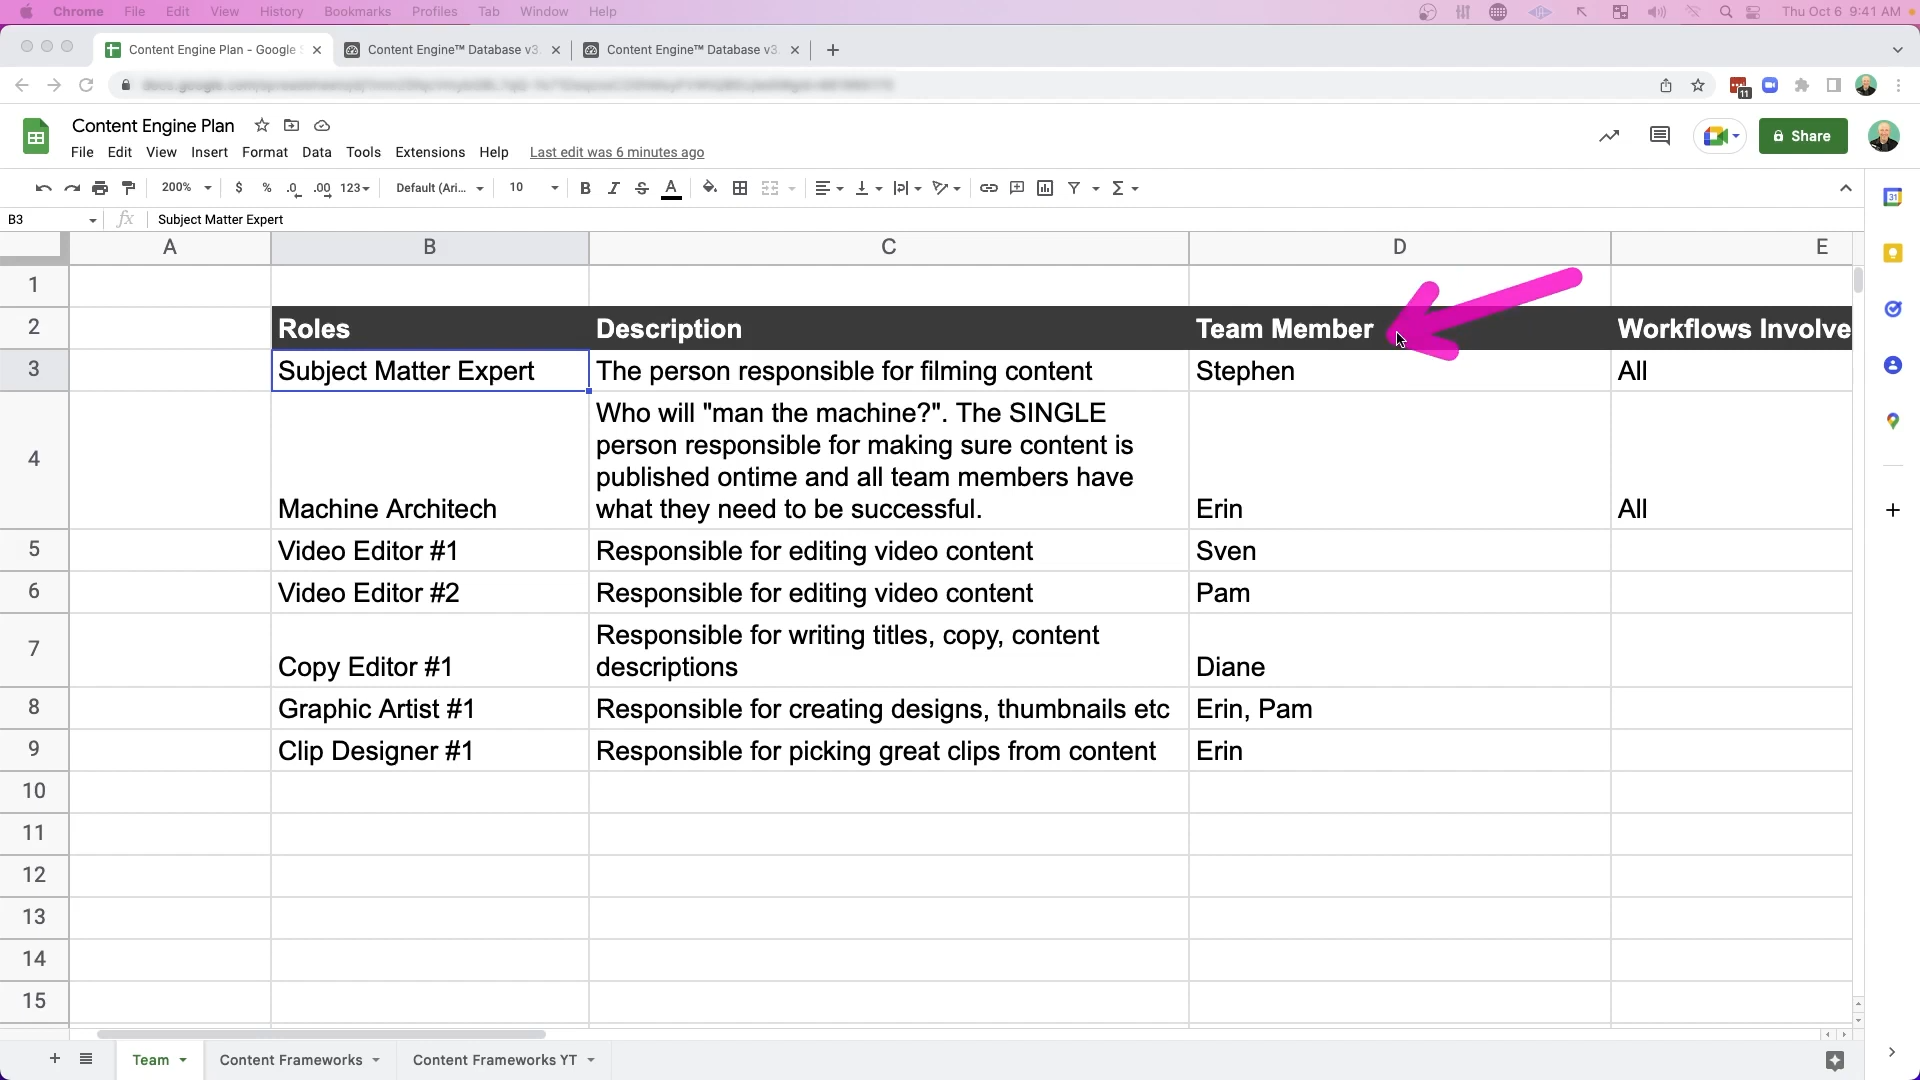 Chrome File Edit View History Bookmarks Profiles Tab Window Help Thu Oct 6 9:41 AM
Content Engine Plan - Google S Content Engine™ Database v3. Content Engine™ Database v3.
11
Content Engine Plan
File Edit View Insert Format Data Tools Extensions Help Last edit was 6 minutes ago
Share
200% $ % .0 .00 123 Default (Ari... 10 B I S A
31
B3 fx Subject Matter Expert
A B C D E
1
2 Roles Description Team Member Workflows Involve
3 Subject Matter Expert The person responsible for filming content Stephen All
Who will "man the machine?". The SINGLE
person responsible for making sure content is
4 published ontime and all team members have
Machine Architech what they need to be successful. Erin All
5 Video Editor #1 Responsible for editing video content Sven
6 Video Editor #2 Responsible for editing video content Pam
Responsible for writing titles, copy, content
7 Copy Editor #1 descriptions Diane
8 Graphic Artist #1 Responsible for creating designs, thumbnails etc Erin, Pam
9 Clip Designer #1 Responsible for picking great clips from content Erin
10
11
12
13
14
15
Team Content Frameworks Content Frameworks YT